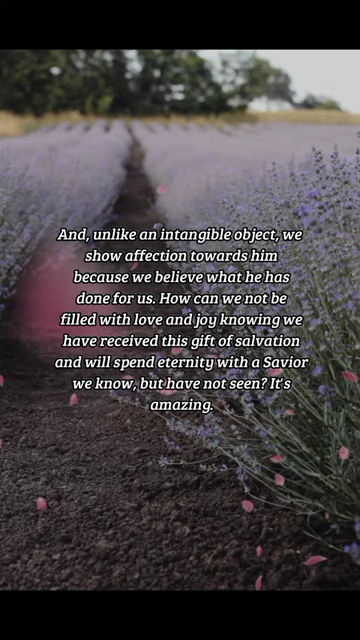 And, unlike an intangible object, we
show affection towards him
because we believe what he has
done for us. How can we not be
filled with love and joy knowing we
have received this gift of salvation
and will spend eternity with a Savior
we know, but have not seen? It's
amazing.